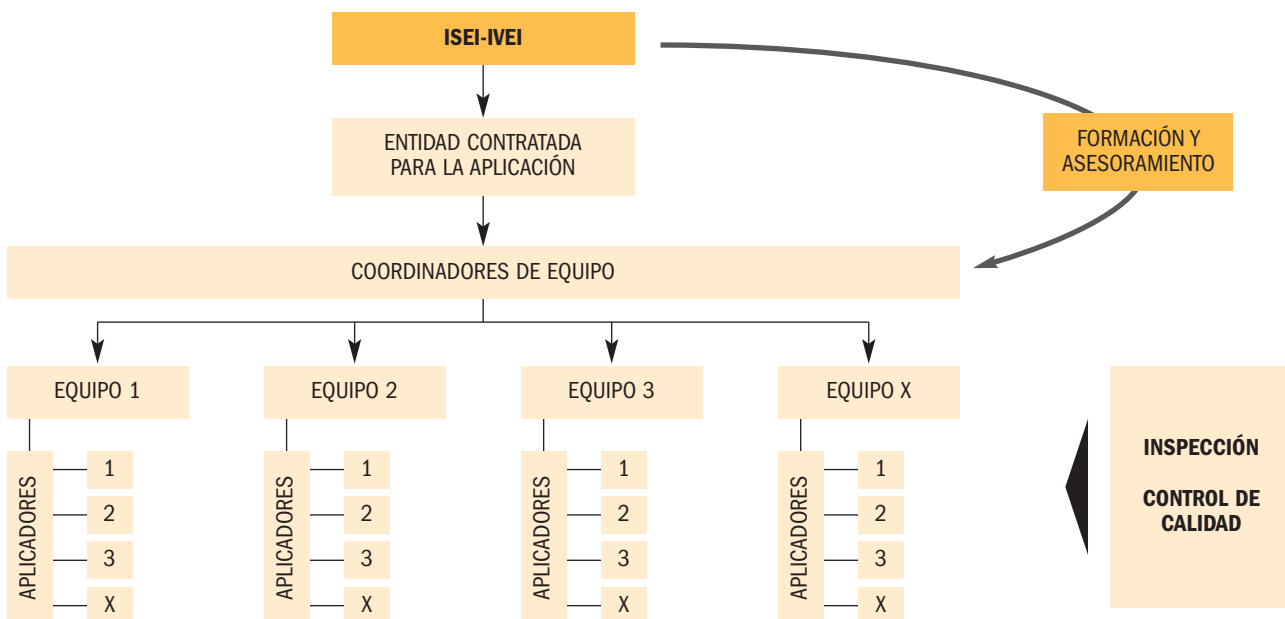 ISEI-IVEI
ENTIDAD CONTRATADA
PARA LA APLICACIÓN
FORMACIÓN Y
ASESORAMIENTO
COORDINADORES DE EQUIPO
EQUIPO 1
APLICADORES
1
2
3
X
EQUIPO 2
APLICADORES
1
2
3
X
EQUIPO 3
APLICADORES
1
2
3
X
EQUIPO X
APLICADORES
1
2
3
X
INSPECCIÓN
CONTROL DE
CALIDAD